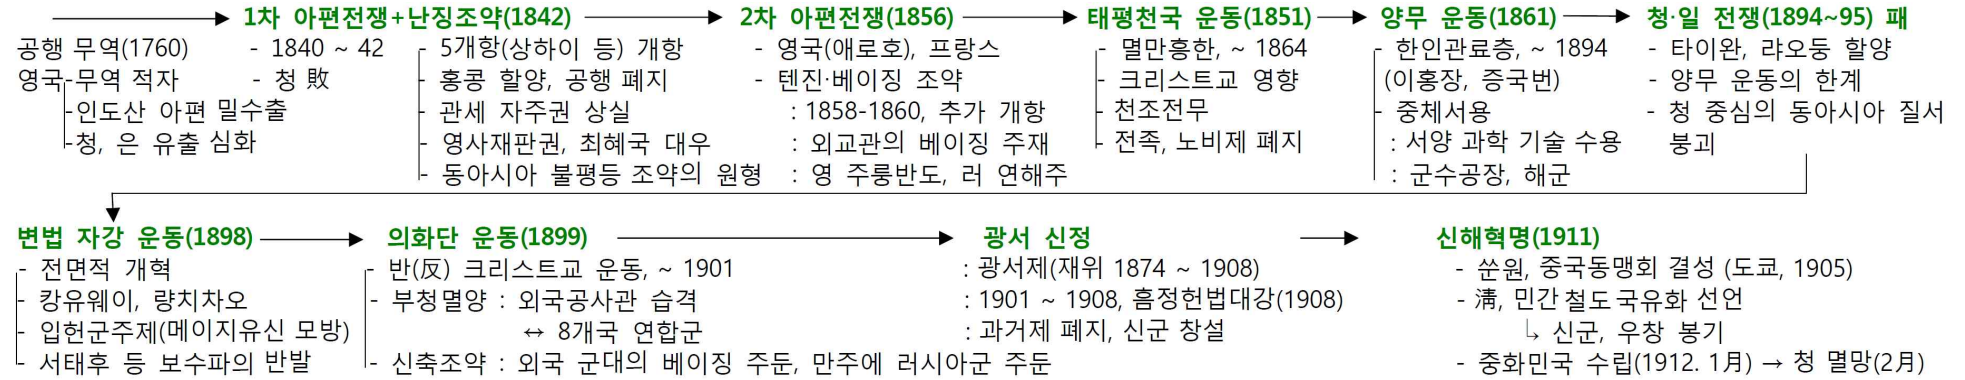 1차 아편전쟁+난징조약(1842)
공행 무역(1760)
영국-무역 적자
-인도산 아편 밀수출
-청, 은 유출 심화
- 1840 ~ 42
- 청 敗
- 5개항(상하이 등) 개항
- 홍콩 할양, 공행 폐지
- 관세 자주권 상실
- 영사재판권, 최혜국 대우
- 동아시아 불평등 조약의 원형
2차 아편전쟁(1856)
- 영국(애로호), 프랑스
- 텐진·베이징 조약
: 1858-1860, 추가 개항
: 외교관의 베이징 주재
: 영 주룽반도, 러 연해주
태평천국 운동(1851)
- 멸만흥한, ~ 1864
- 크리스트교 영향
- 천조전무
- 전족, 노비제 폐지
양무 운동(1861)
- 한인관료층, ~ 1894
(이홍장, 증국번)
- 중체서용
: 서양 과학 기술 수용
: 군수공장, 해군
청·일 전쟁(1894~95) 패
- 타이완, 랴오둥 할양
- 양무 운동의 한계
- 청 중심의 동아시아 질서
붕괴
변법 자강 운동(1898)
- 전면적 개혁
- 캉유웨이, 량치차오
- 입헌군주제(메이지유신 모방)
- 서태후 등 보수파의 반발
의화단 운동(1899)
- 반(反) 크리스트교 운동, ~ 1901
- 부청멸양 : 외국공사관 습격
↔ 8개국 연합군
- 신축조약 : 외국 군대의 베이징 주둔, 만주에 러시아군 주둔
광서 신정
: 광서제(재위 1874 ~ 1908)
: 1901 ~ 1908, 흠정헌법대강(1908)
: 과거제 폐지, 신군 창설
신해혁명(1911)
- 쑨원, 중국동맹회 결성 (도쿄, 1905)
- 淸, 민간 철도 국유화 선언
↳ 신군, 우창 봉기
- 중화민국 수립(1912. 1月) → 청 멸망(2月)